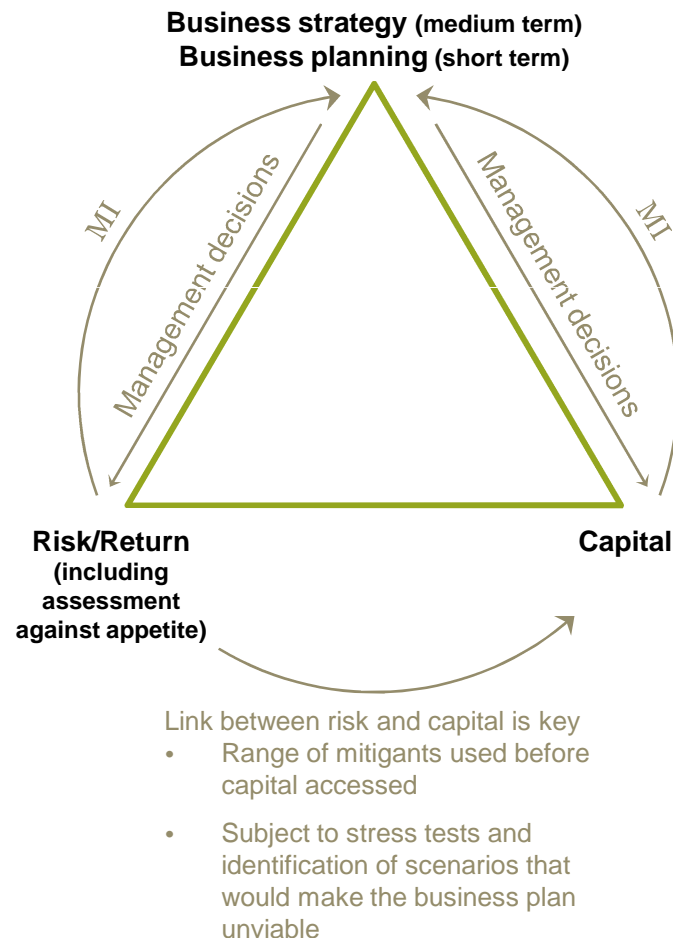 Business strategy (medium term)
Business planning (short term)
MI
Management decisions
Management decisions
MI
Risk/Return
(including
assessment
against appetite)
Capital
Link between risk and capital is key
• Range of mitigants used before
capital accessed
• Subject to stress tests and
identification of scenarios that
would make the business plan
unviable